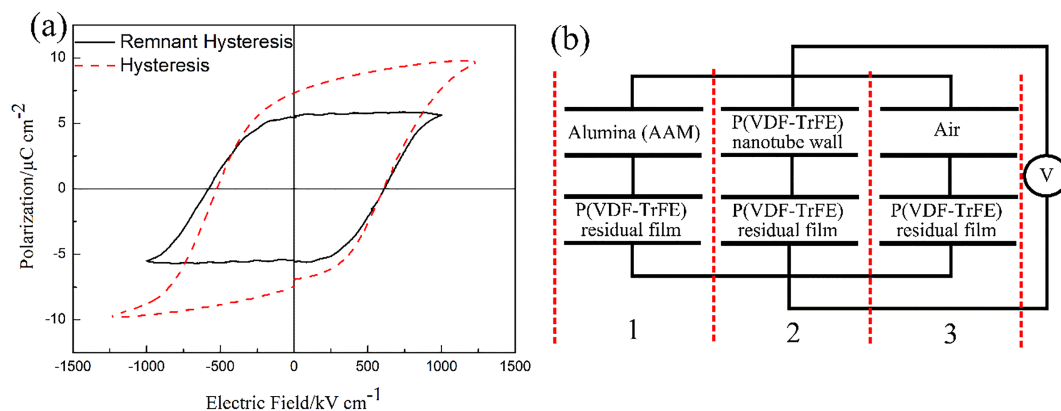 (a)
Remnant Hysteresis
Hysteresis
10
5
0
-5
-10
Polarization/μC cm-2
-1500
-1000
-500
0
500
1000
1500
Electric Field/kV cm-1
(b)
Alumina (AAM)
P(VDF-TrFE)
nanotube wall
Air
V
P(VDF-TrFE)
residual film
P(VDF-TrFE)
residual film
P(VDF-TrFE)
residual film
1
2
3